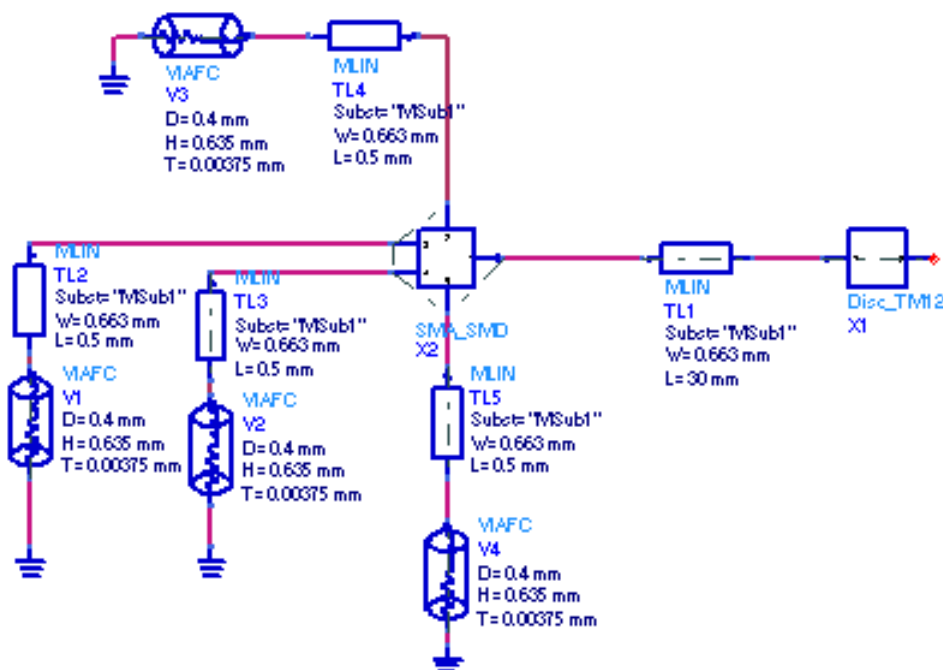 VIAFC
V3
D=0.4 mm
H=0.635 mm
T=0.00375 mm
MLIN
TL4
Subst="MSub1"
W=0.663 mm
L=0.5 mm
MLIN
TL2
Subst="MSub1"
W=0.663 mm
L=0.5 mm
VIAFC
V1
D=0.4 mm
H=0.635 mm
T=0.00375 mm
MLIN
TL3
Subst="MSub1"
W=0.663 mm
L=0.5 mm
VIAFC
V2
D=0.4 mm
H=0.635 mm
T=0.00375 mm
SMA_SMD
X2
MLIN
TL5
Subst="MSub1"
W=0.663 mm
L=0.5 mm
VIAFC
V4
D=0.4 mm
H=0.635 mm
T=0.00375 mm
MLIN
TL1
Subst="MSub1"
W=0.663 mm
L=30 mm
Disc_TM12
X1